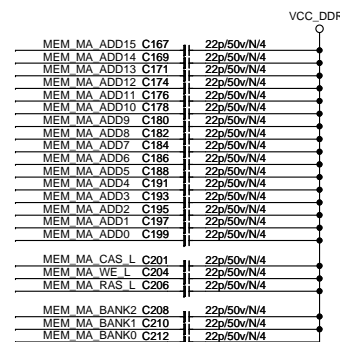 VCC_DDR
MEM_MA_ADD15 C167 22p/50v/N/4
MEM_MA_ADD14 C169 22p/50v/N/4
MEM_MA_ADD13 C171 22p/50v/N/4
MEM_MA_ADD12 C174 22p/50v/N/4
MEM_MA_ADD11 C176 22p/50v/N/4
MEM_MA_ADD10 C178 22p/50v/N/4
MEM_MA_ADD9 C180 22p/50v/N/4
MEM_MA_ADD8 C182 22p/50v/N/4
MEM_MA_ADD7 C184 22p/50v/N/4
MEM_MA_ADD6 C186 22p/50v/N/4
MEM_MA_ADD5 C188 22p/50v/N/4
MEM_MA_ADD4 C191 22p/50v/N/4
MEM_MA_ADD3 C193 22p/50v/N/4
MEM_MA_ADD2 C195 22p/50v/N/4
MEM_MA_ADD1 C197 22p/50v/N/4
MEM_MA_ADD0 C199 22p/50v/N/4
MEM_MA_CAS_L C201 22p/50v/N/4
MEM_MA_WE_L C204 22p/50v/N/4
MEM_MA_RAS_L C206 22p/50v/N/4
MEM_MA_BANK2 C208 22p/50v/N/4
MEM_MA_BANK1 C210 22p/50v/N/4
MEM_MA_BANK0 C212 22p/50v/N/4